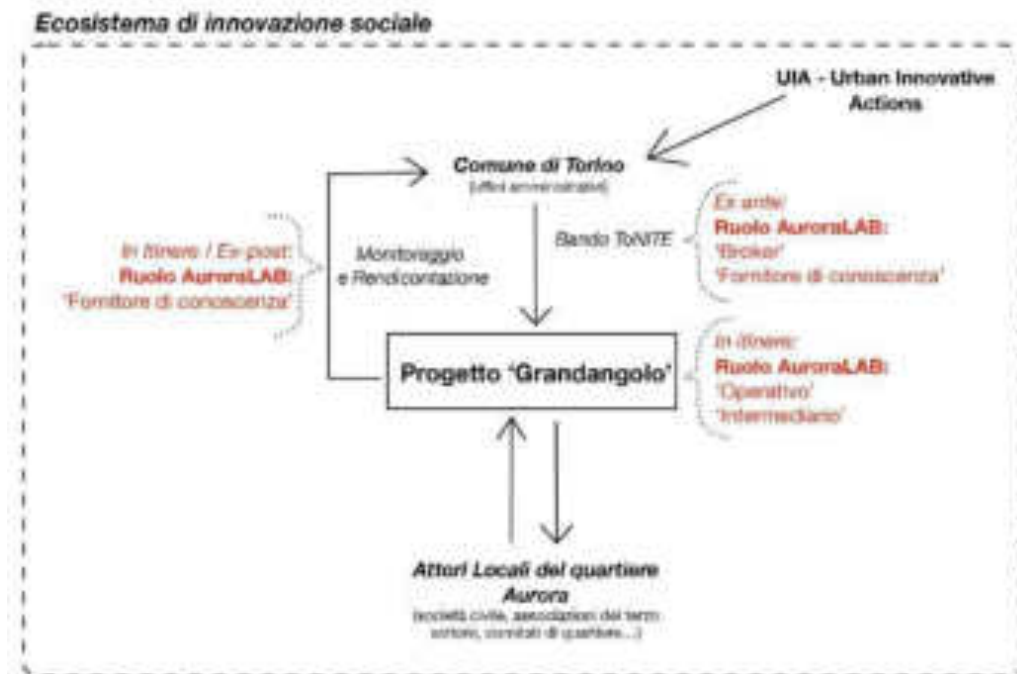 Ecosistema di innovazione sociale
UIA - Urban Innovative
Actions
Comune di Torino
(uffici amministrativi)
Ex ante:
Ruolo AuroraLAB:
'Broker'
'Fornitore di conoscenza'
Bando ToNITE
In Itinere / Ex-post:
Ruolo AuroraLAB:
'Fornitore di conoscenza'
Monitoraggio
e Rendicontazione
Progetto 'Grandangolo'
In itinere:
Ruolo AuroraLAB:
'Operativo'
'Intermediario'
Attori Locali del quartiere
Aurora
(società civile, associazioni del terzo
settore, comitati di quartiere...)